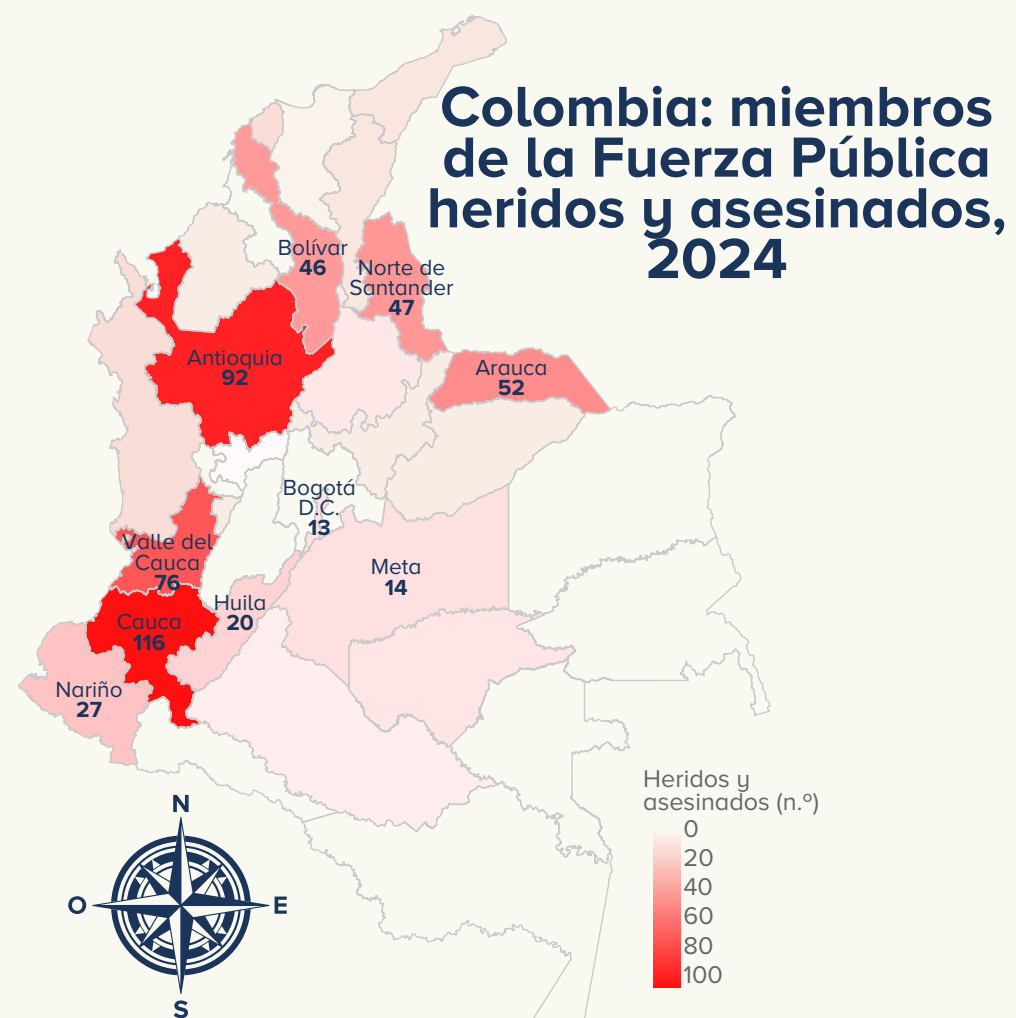 Colombia: miembros
de la Fuerza Pública
heridos y asesinados,
2024
Bolívar
46
Norte de
Santander
47
Antioquia
92
Arauca
52
Bogotá
D.C.
13
Valle del
Cauca
76
Meta
14
Huila
20
Cauca
116
Nariño
27
Heridos y
asesinados (n.º)
0
20
40
60
80
100
N
O
E
S